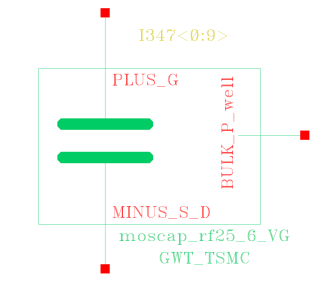 I347<0:9>
PLUS_G
BULK_P_well
MINUS_S_D
moscap_rf25_6_VG
GWT_TSMC